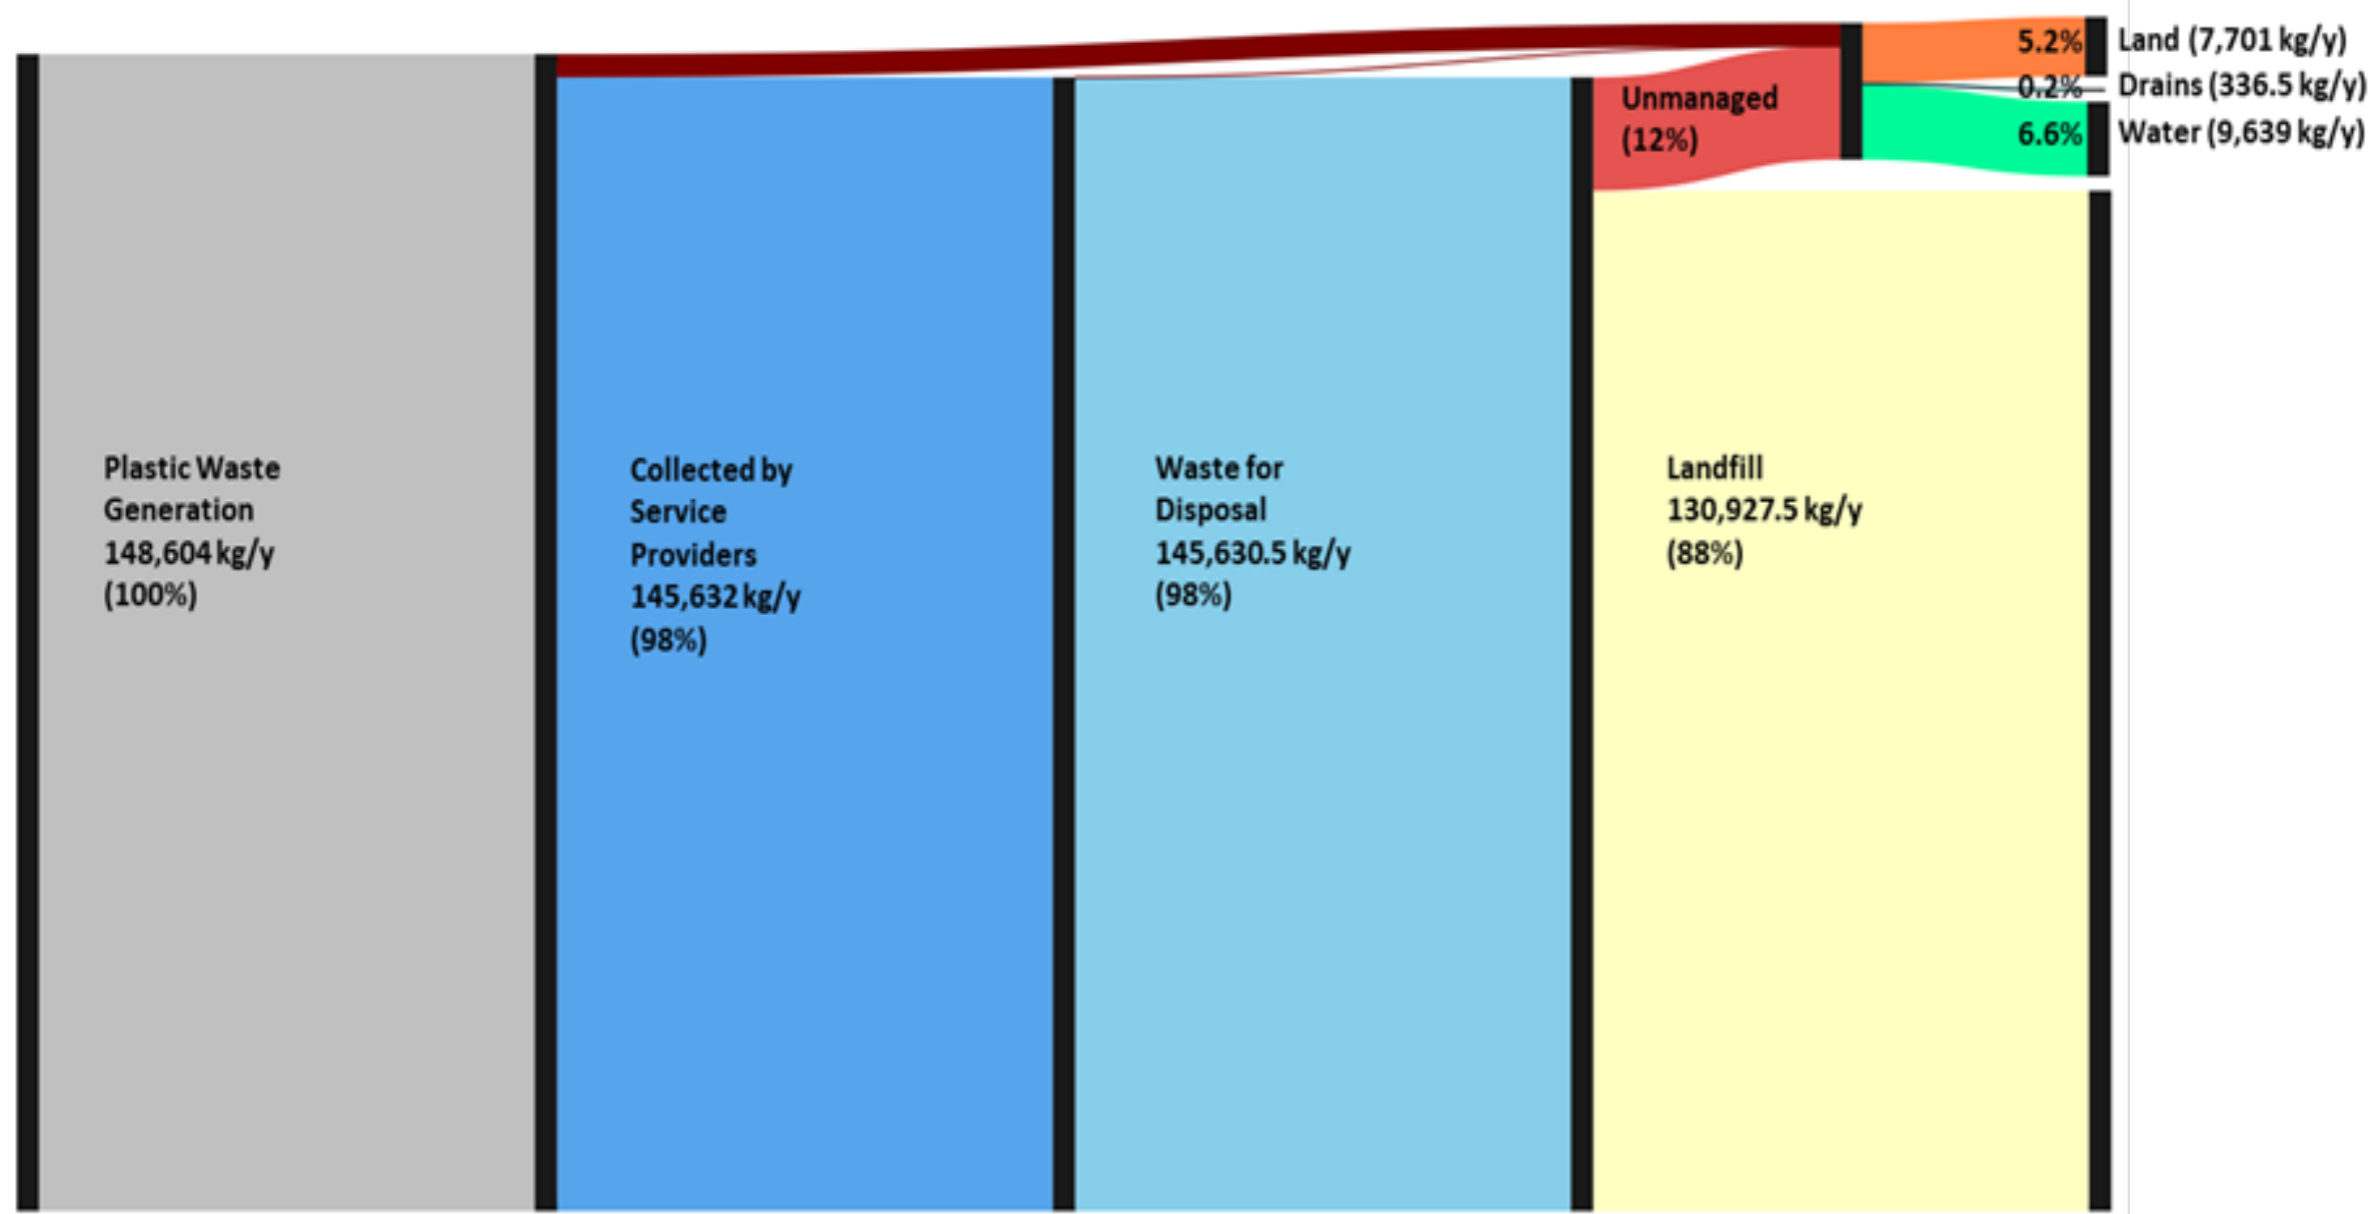 Plastic Waste
Generation
148,604 kg/y
(100%)
Collected by
Service
Providers
145,632 kg/y
(98%)
Waste for
Disposal
145,630.5 kg/y
(98%)
Unmanaged
(12%)
Landfill
130,927.5 kg/y
(88%)
5.2% Land (7,701 kg/y)
0.2% Drains (336.5 kg/y)
6.6% Water (9,639 kg/y)